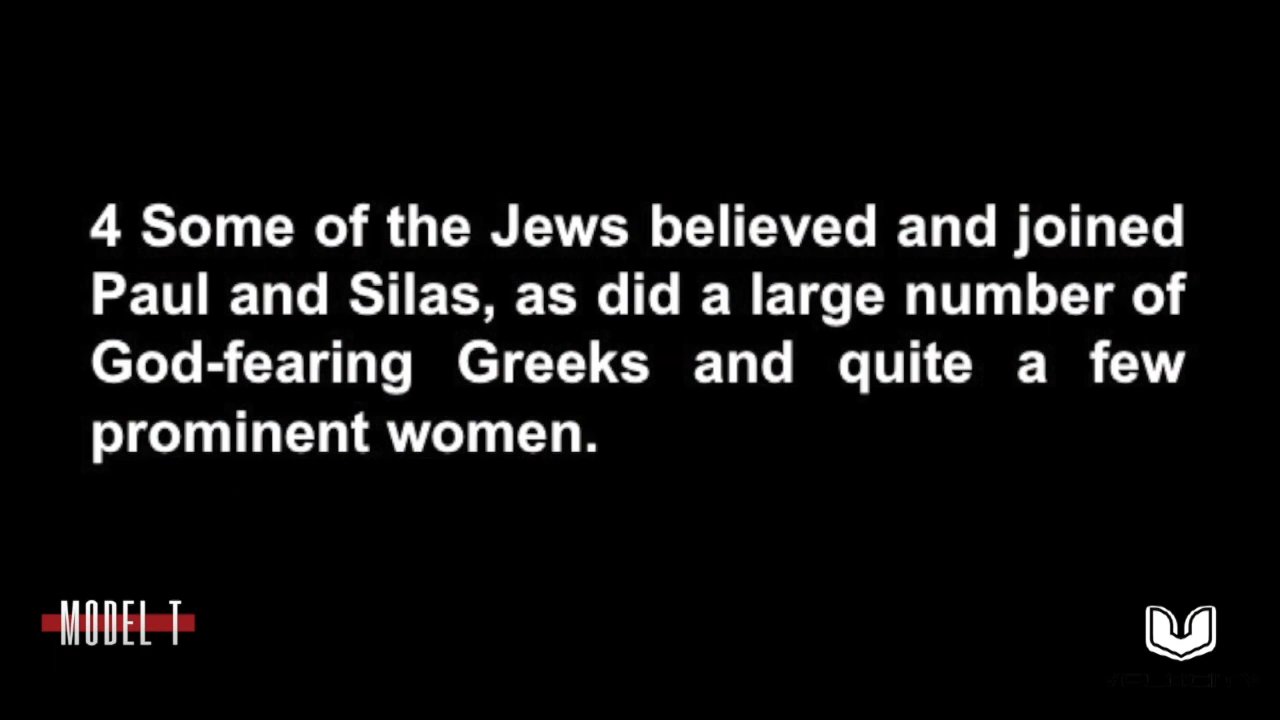 4 Some of the Jews believed and joined
Paul and Silas, as did a large number of
God-fearing Greeks and quite a few
prominent women.
MODEL T